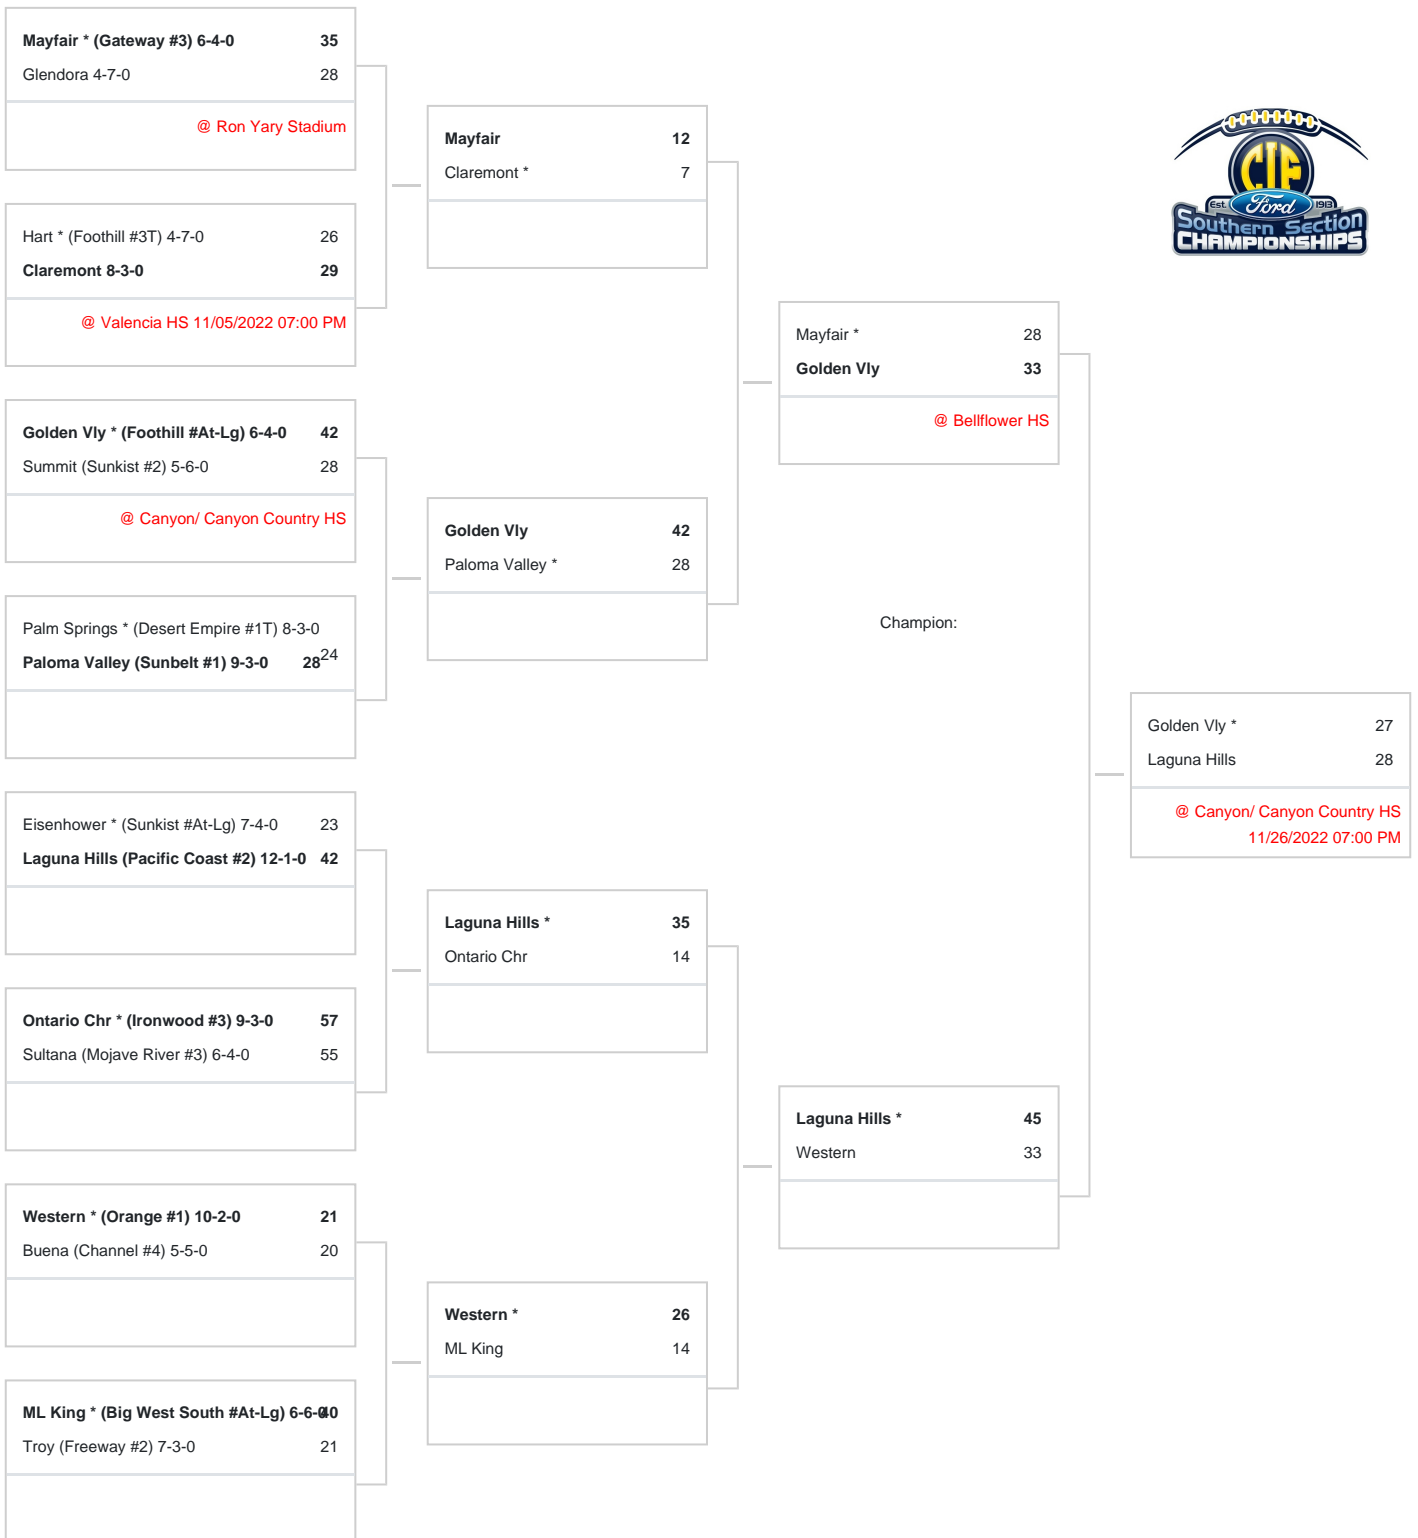 Mayfair * (Gateway #3) 6-4-0 35
Glendora 4-7-0 28
@ Ron Yary Stadium
Hart * (Foothill #3T) 4-7-0 26
Claremont 8-3-0 29
@ Valencia HS 11/05/2022 07:00 PM
Golden Vly * (Foothill #At-Lg) 6-4-0 42
Summit (Sunkist #2) 5-6-0 28
@ Canyon/ Canyon Country HS
Palm Springs * (Desert Empire #1T) 8-3-0 24
Paloma Valley (Sunbelt #1) 9-3-0 28
Eisenhower * (Sunkist #At-Lg) 7-4-0 23
Laguna Hills (Pacific Coast #2) 12-1-0 42
Ontario Chr * (Ironwood #3) 9-3-0 57
Sultana (Mojave River #3) 6-4-0 55
Western * (Orange #1) 10-2-0 21
Buena (Channel #4) 5-5-0 20
ML King * (Big West South #At-Lg) 6-6-0 40
Troy (Freeway #2) 7-3-0 21
Mayfair 12
Claremont * 7
Golden Vly 42
Paloma Valley * 28
Laguna Hills * 35
Ontario Chr 14
Western * 26
ML King 14
Mayfair * 28
Golden Vly 33
@ Bellflower HS
Laguna Hills * 45
Western 33
Champion:
Golden Vly * 27
Laguna Hills 28
@ Canyon/ Canyon Country HS
11/26/2022 07:00 PM
CIF
Est. Ford 1913
Southern Section
CHAMPIONSHIPS